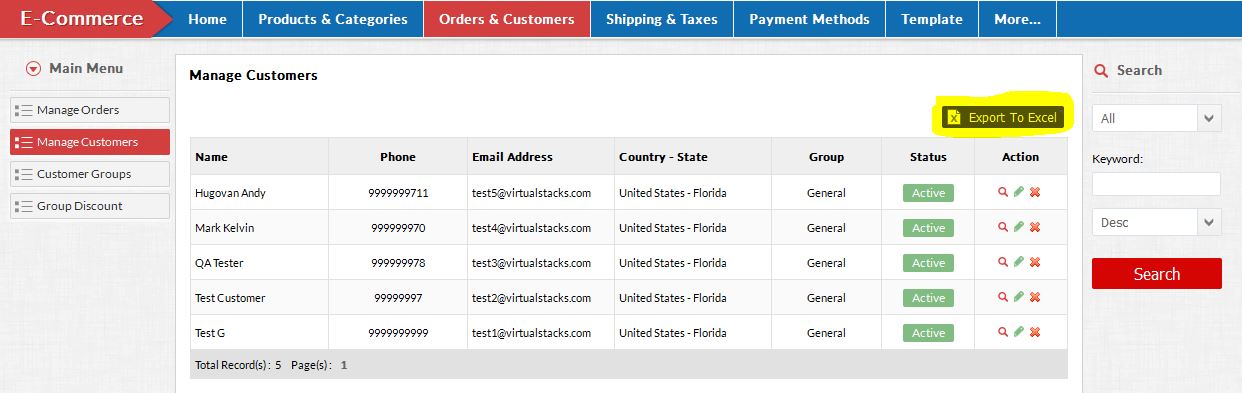 E-Commerce Home Products & Categories Orders & Customers Shipping & Taxes Payment Methods Template More...
Main Menu
Manage Orders
Manage Customers
Customer Groups
Group Discount
Manage Customers
Export To Excel
Name Phone Email Address Country - State Group Status Action
Hugovan Andy 9999999711 test5@virtualstacks.com United States - Florida General Active
Mark Kelvin 999999970 test4@virtualstacks.com United States - Florida General Active
QA Tester 999999978 test3@virtualstacks.com United States - Florida General Active
Test Customer 99999997 test2@virtualstacks.com United States - Florida General Active
Test G 9999999999 test1@virtualstacks.com United States - Florida General Active
Total Record(s): 5 Page(s): 1
Search
All
Keyword:
Desc
Search